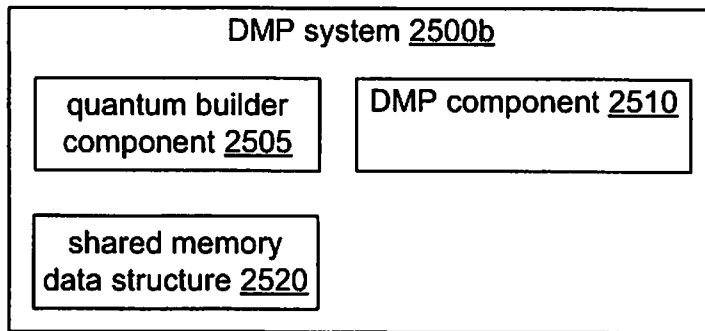 DMP system 2500b
quantum builder
component 2505
DMP component 2510
shared memory
data structure 2520